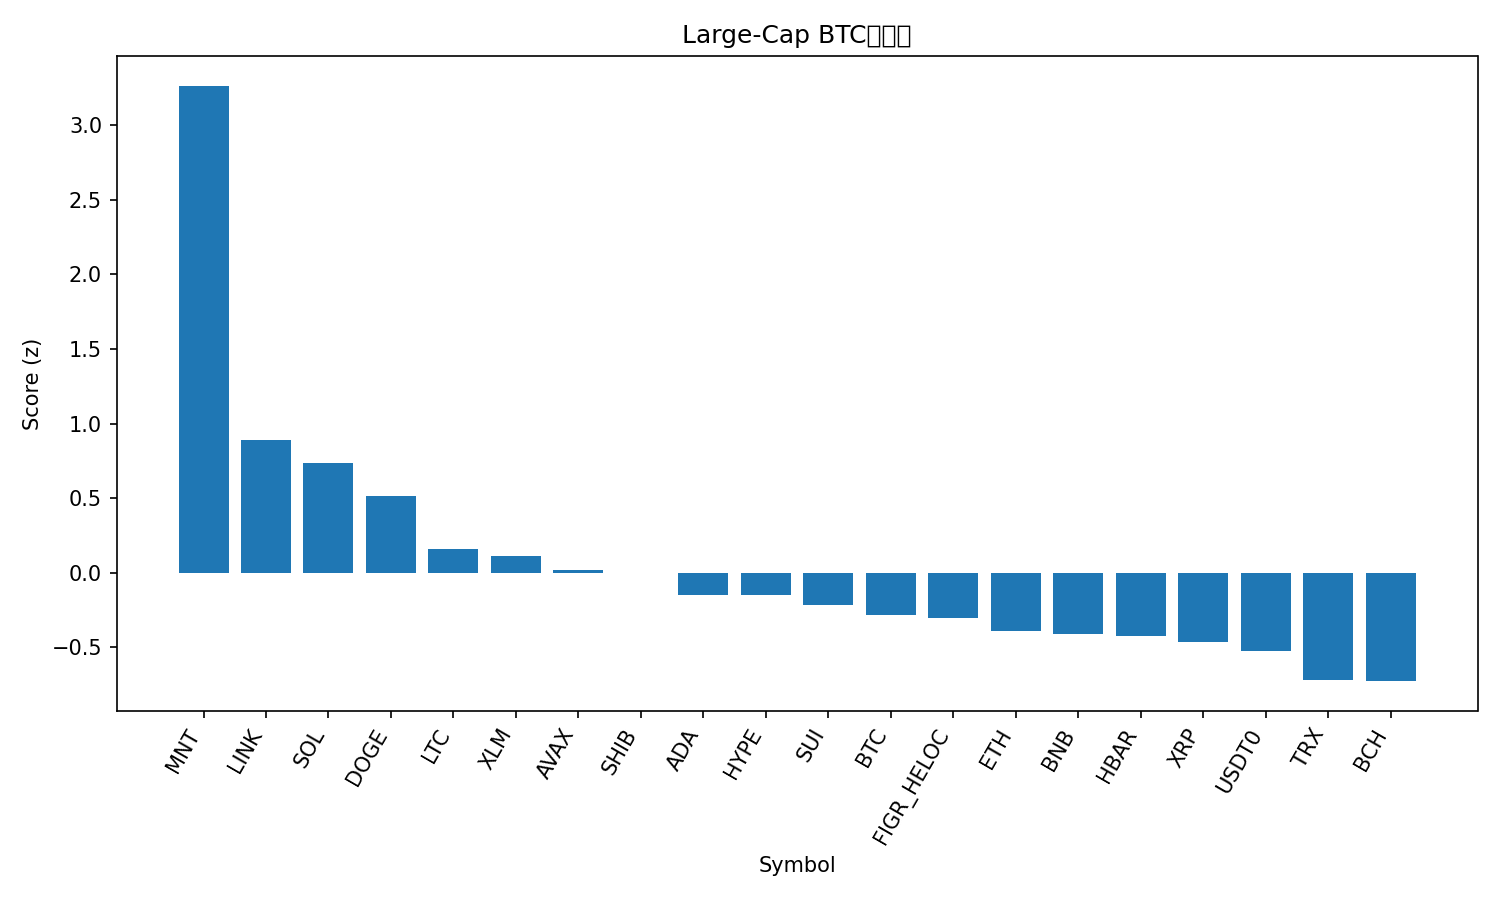 Large-Cap BTC
Score (z)
3.0
2.5
2.0
1.5
1.0
0.5
0.0
−0.5
MNT
LINK
SOL
DOGE
LTC
XLM
AVAX
SHIB
ADA
HYPE
SUI
BTC
FIGR_HELOC
ETH
BNB
HBAR
XRP
USDT0
TRX
BCH
Symbol